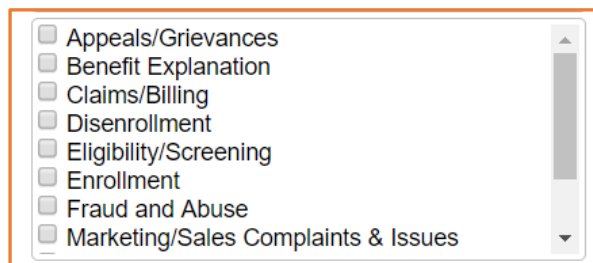 Appeals/Grievances
Benefit Explanation
Claims/Billing
Disenrollment
Eligibility/Screening
Enrollment
Fraud and Abuse
Marketing/Sales Complaints & Issues